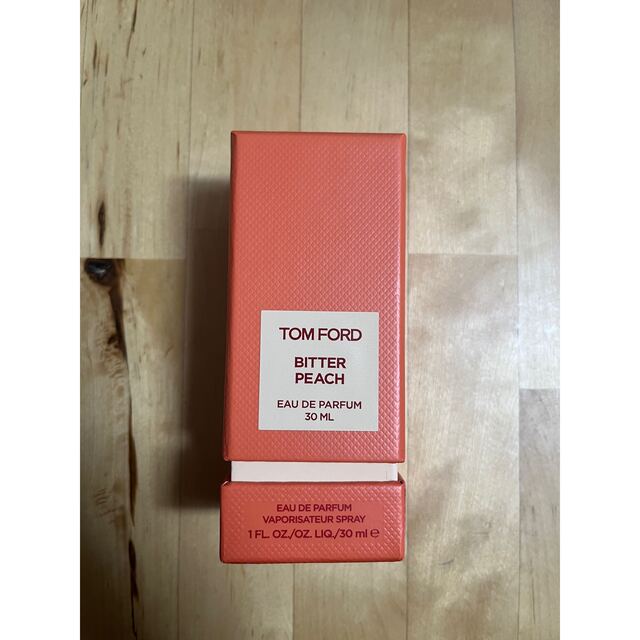 TOM FORD
BITTER
PEACH
EAU DE PARFUM
30 ML
EAU DE PARFUM
VAPORISATEUR SPRAY
1 FL. OZ./OZ. LIQ./30 ml ℮